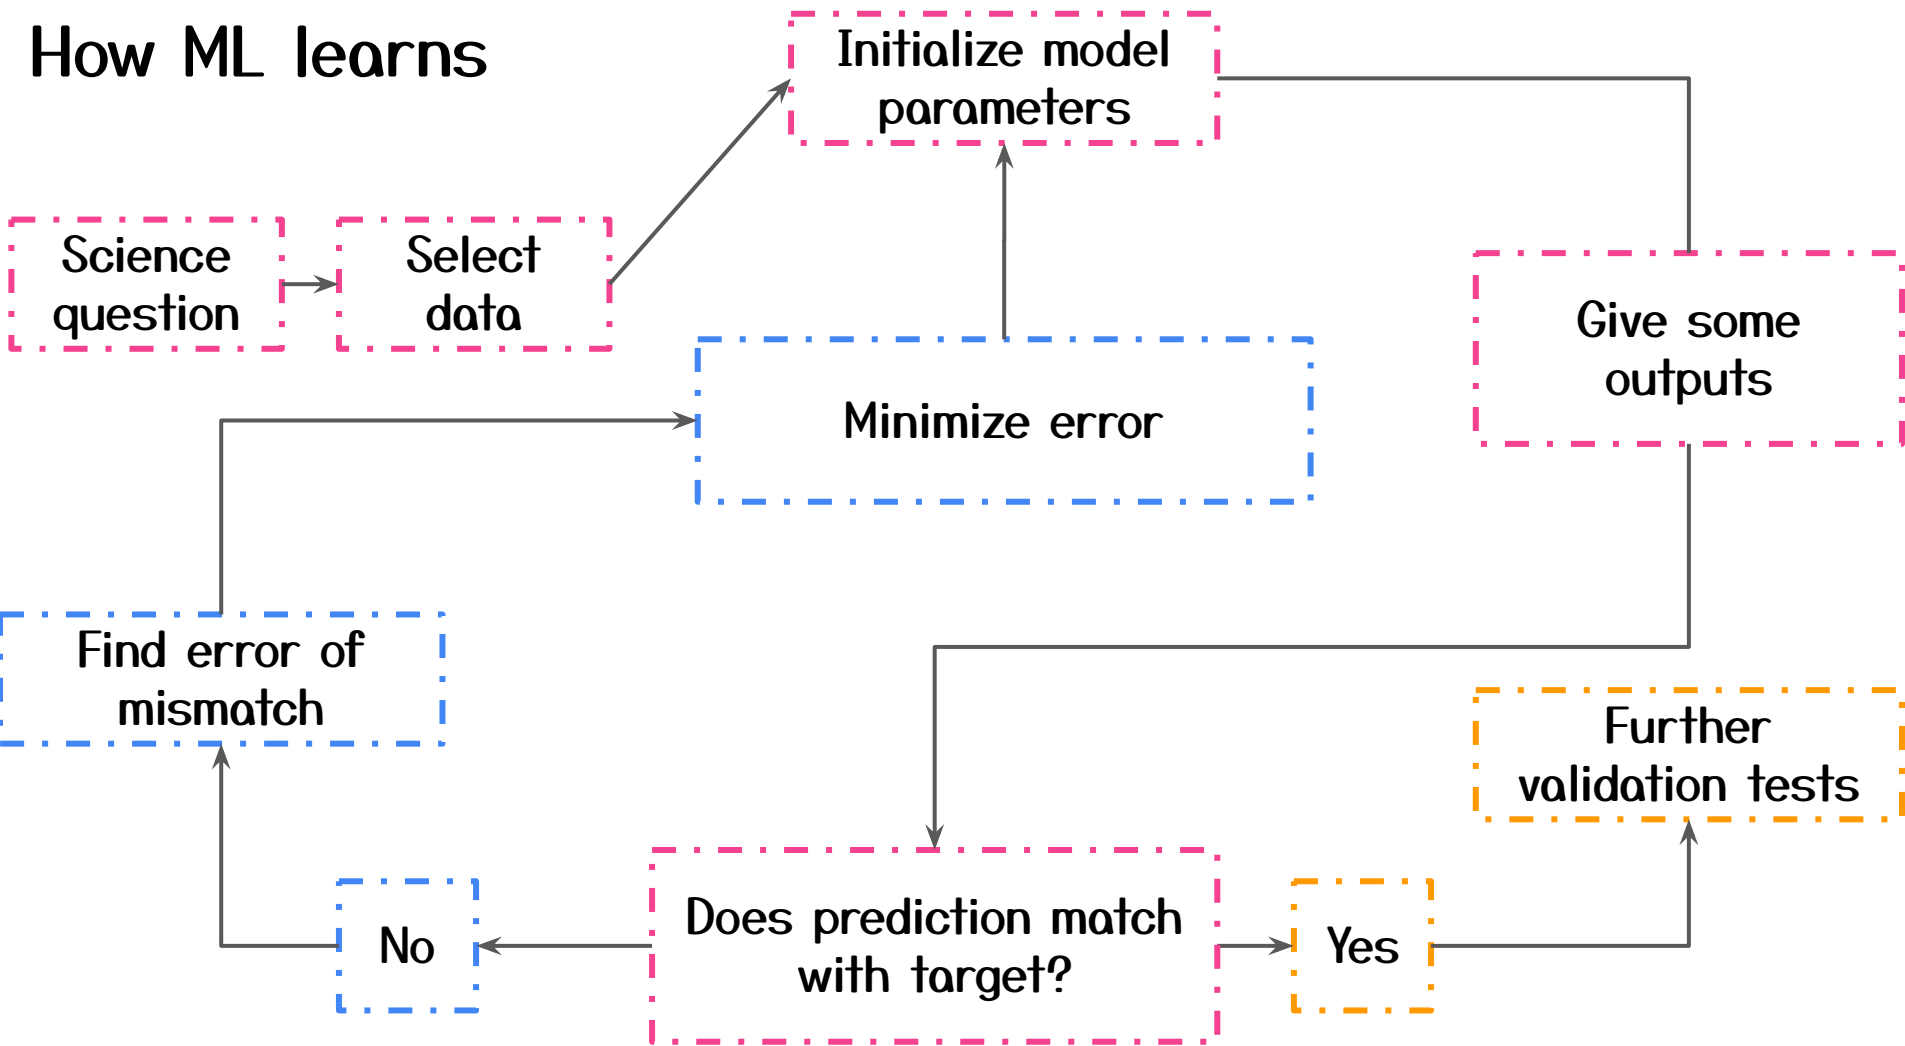 How ML learns
Initialize model
parameters
Science
question
Select
data
Give some
outputs
Minimize error
Find error of
mismatch
Further
validation tests
No
Does prediction match
with target?
Yes